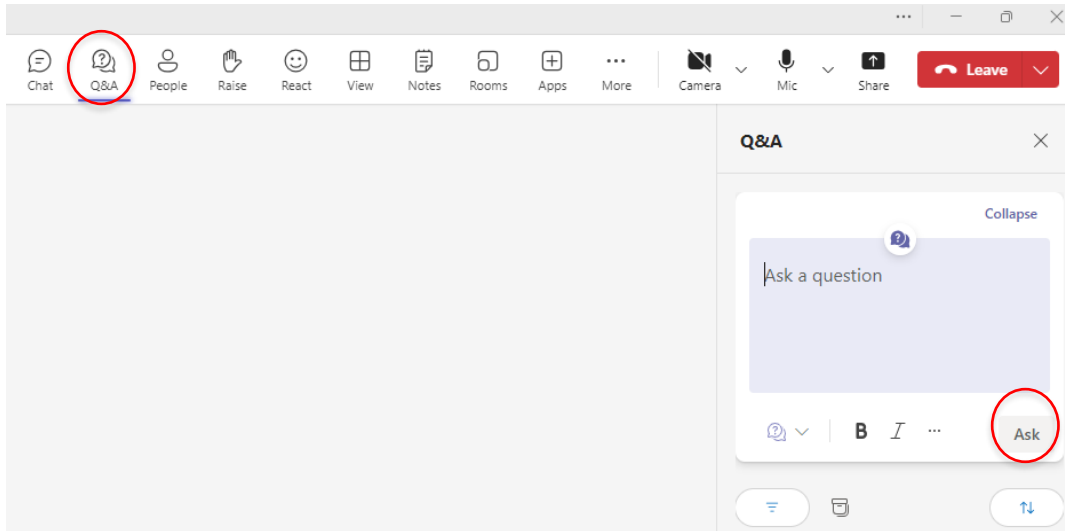 Chat Q&A People Raise React View Notes Rooms Apps More Camera Mic Share Leave
Q&A
Collapse
Ask a question
B I ... Ask